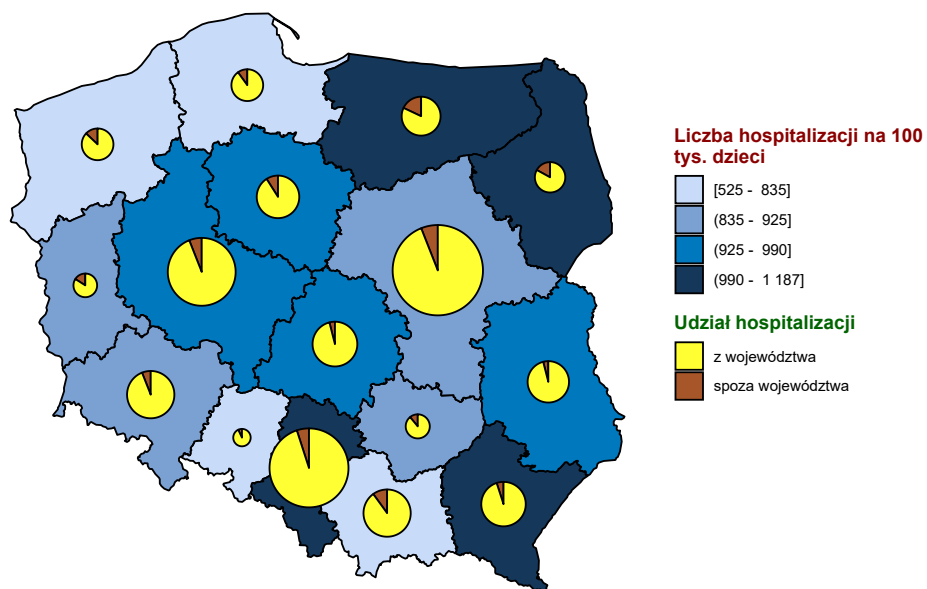 Liczba hospitalizacji na 100
tys. dzieci
[525 - 835]
(835 - 925]
(925 - 990]
(990 - 1 187]
Udział hospitalizacji
z województwa
spoza województwa